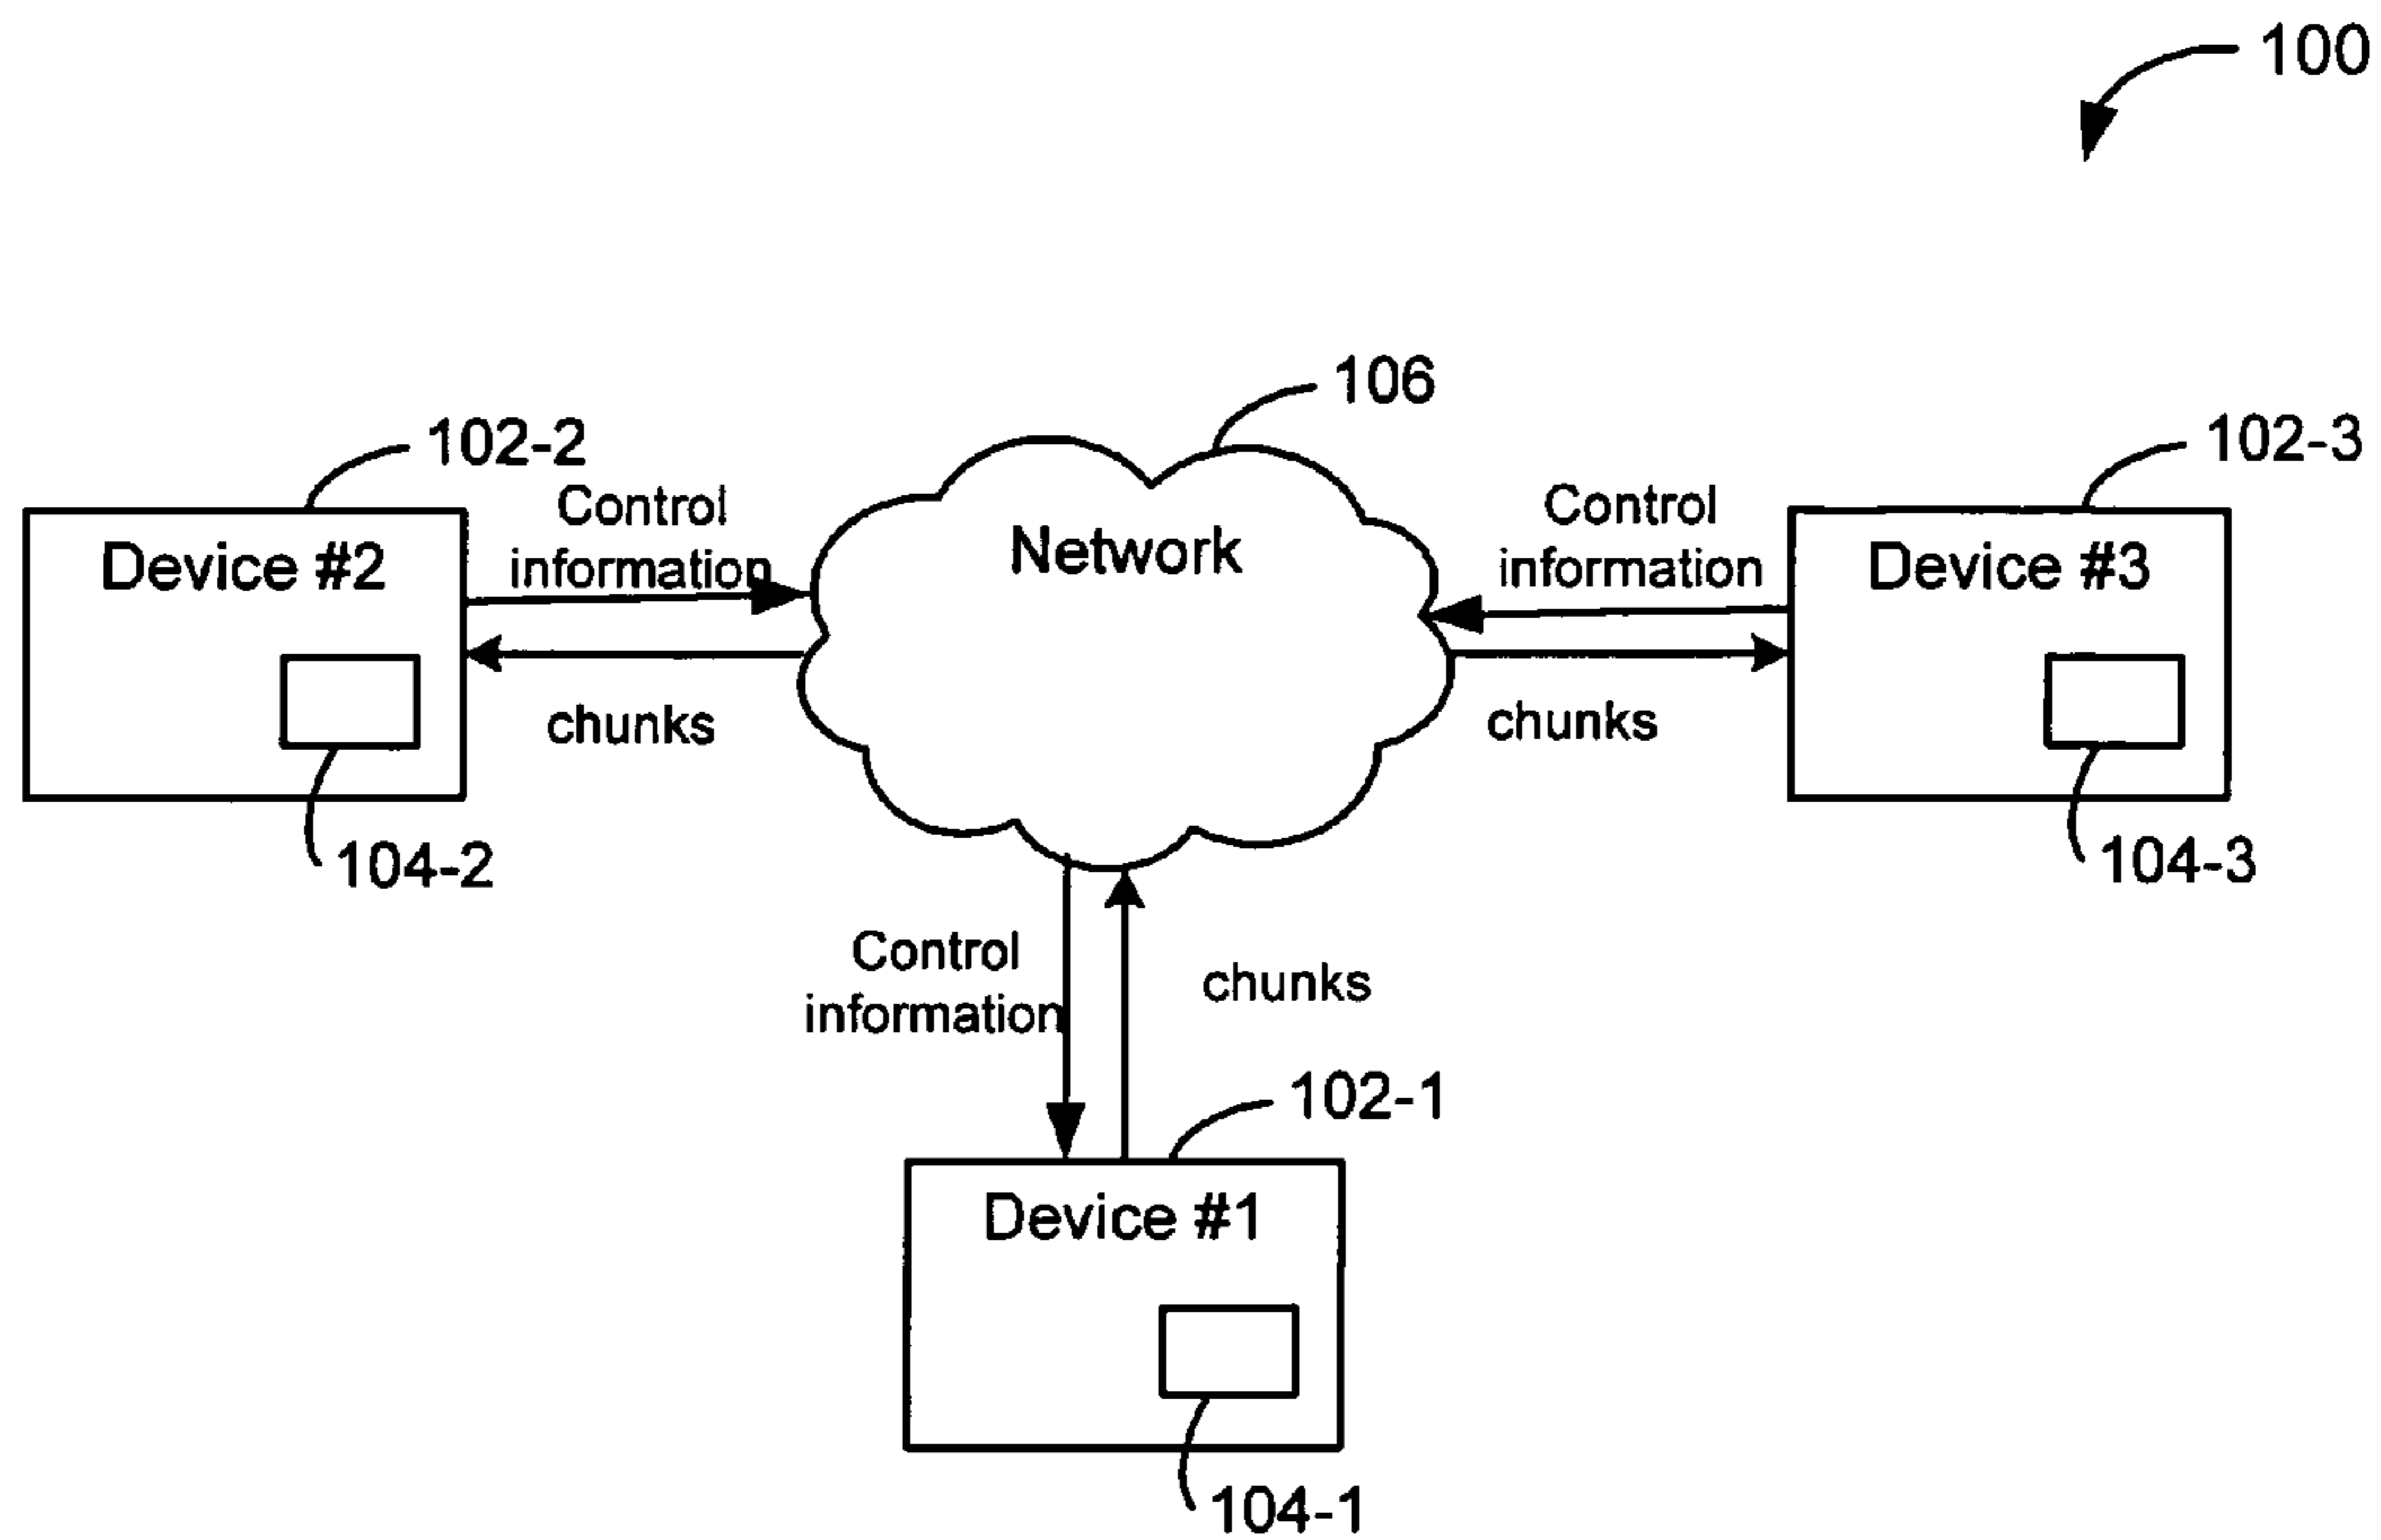 100
106
102-2
102-3
Control
information
Network
Control
information
Device #2
Device #3
chunks
chunks
104-2
104-3
Control
information
chunks
102-1
Device #1
104-1